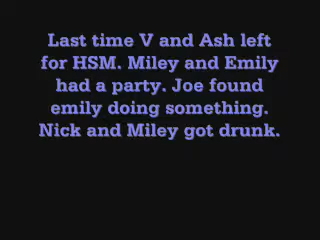 Last time V and Ash left
for HSM. Miley and Emily
had a party. Joe found
emily doing something.
Nick and Miley got drunk.